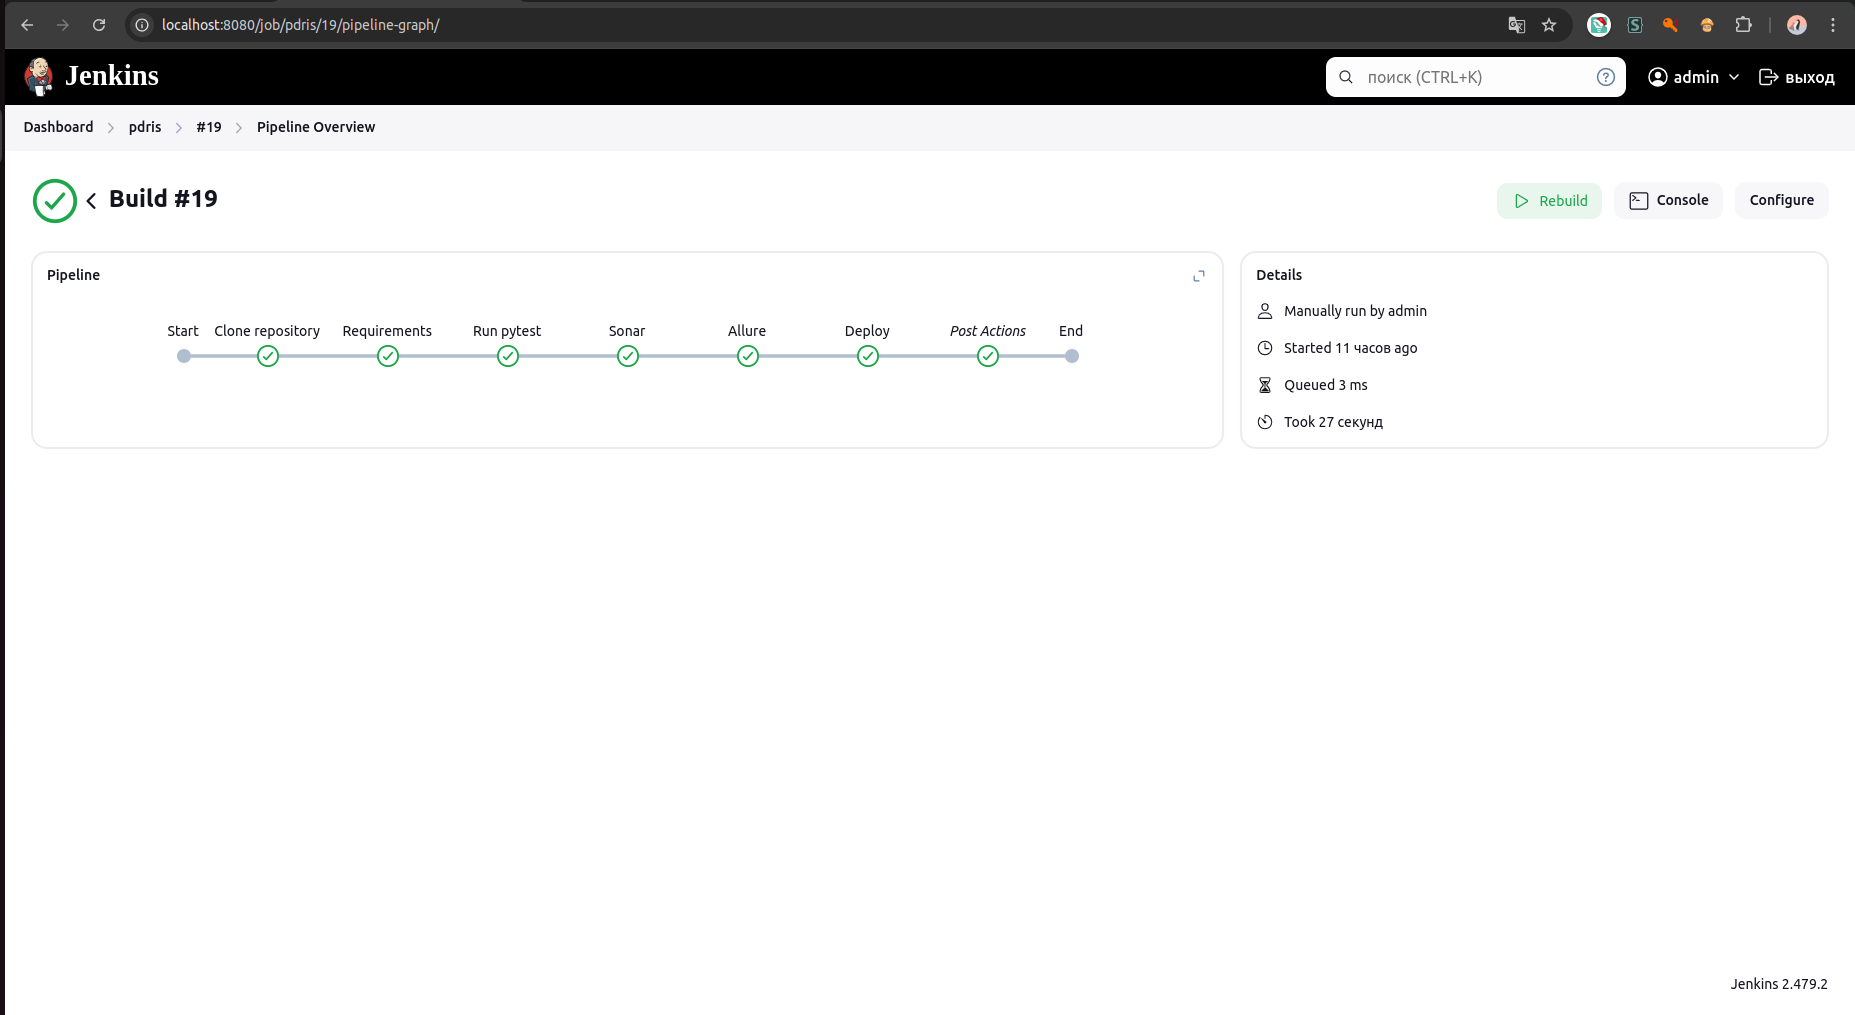 localhost:8080/job/pdris/19/pipeline-graph/
Jenkins
поиск (CTRL+K)
admin
выход
Dashboard
pdris
#19
Pipeline Overview
Build #19
Rebuild
Console
Configure
Pipeline
Start
Clone repository
Requirements
Run pytest
Sonar
Allure
Deploy
Post Actions
End
Details
Manually run by admin
Started 11 часов ago
Queued 3 ms
Took 27 секунд
Jenkins 2.479.2